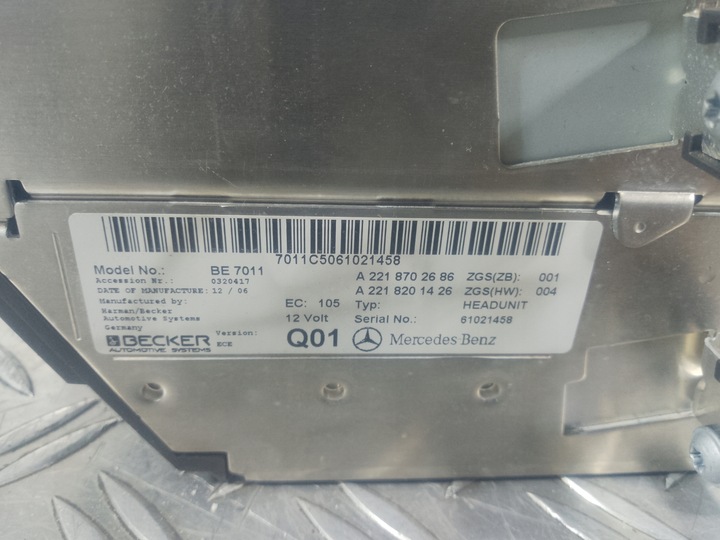 7011C5061021458
Model No.: BE 7011 A 221 870 26 86 ZGS(ZB): 001
Accession Nr.: 0320417 A 221 820 14 26 ZGS(HW): 004
DATE OF MANUFACTURE: 12 / 06
Manufactured by: EC: 105 Typ: HEADUNIT
Harman/Becker 12 Volt Serial No.: 61021458
Automotive Systems
Germany Version: Q01 Mercedes Benz
BECKER ECE
AUTOMOTIVE SYSTEMS